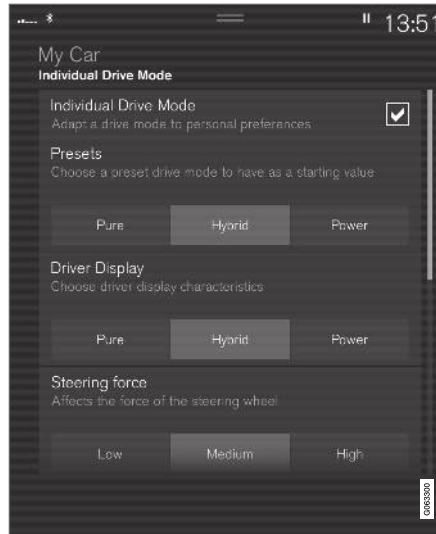 13:51
My Car
Individual Drive Mode
Individual Drive Mode
Adapt a drive mode to personal preferences
Presets
Choose a preset drive mode to have as a starting value
Pure Hybrid Power
Driver Display
Choose driver display characteristics
Pure Hybrid Power
Steering force
Affects the force of the steering wheel
Low Medium High
G063300